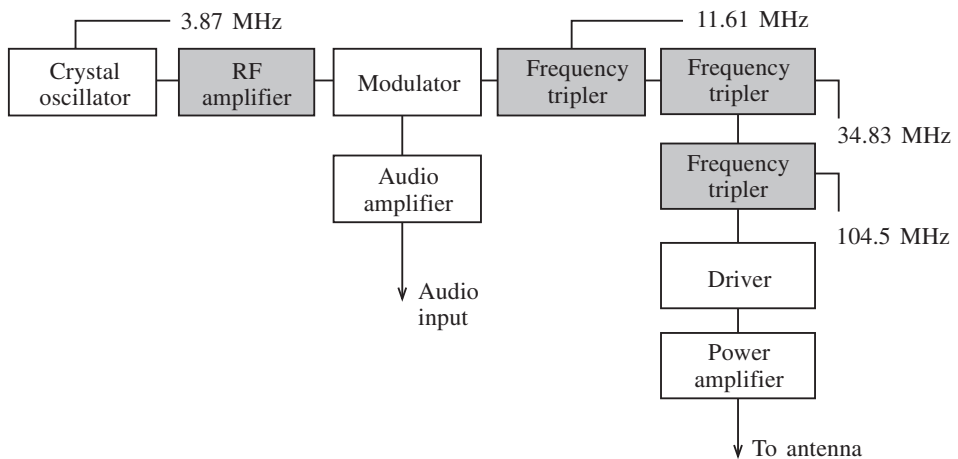 3.87 MHz
11.61 MHz
Crystal
oscillator
RF
amplifier
Modulator
Frequency
tripler
Frequency
tripler
34.83 MHz
Audio
amplifier
Frequency
tripler
104.5 MHz
Audio
input
Driver
Power
amplifier
To antenna